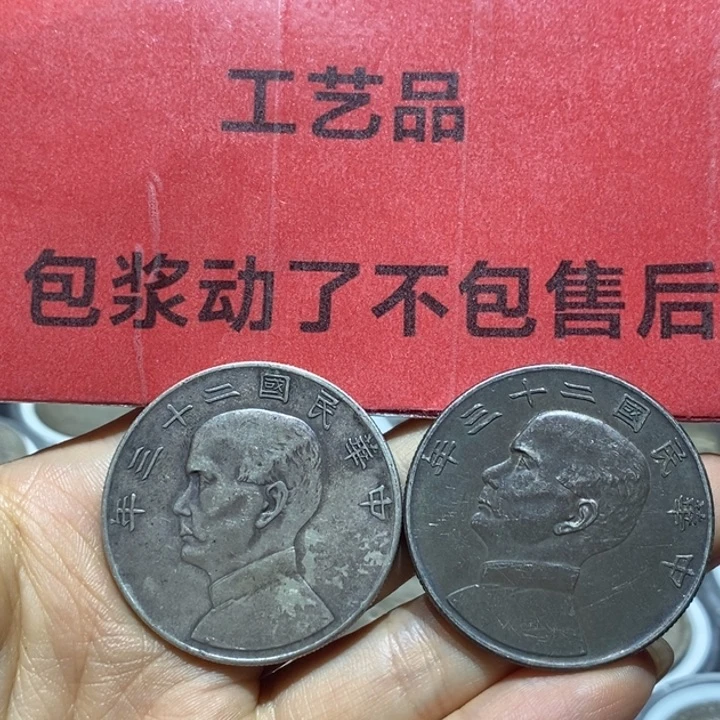 工艺品
包浆动了不包售后
年三十二國民華中
年三十二國民華中